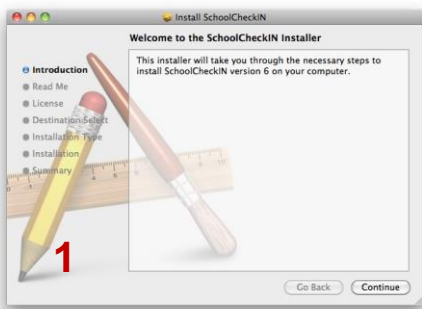 Install SchoolCheckIN
Welcome to the SchoolCheckIN Installer
Introduction
Read Me
License
Destination Select
Installation Type
Installation
Summary
This installer will take you through the necessary steps to
install SchoolCheckIN version 6 on your computer.
1
Go Back
Continue